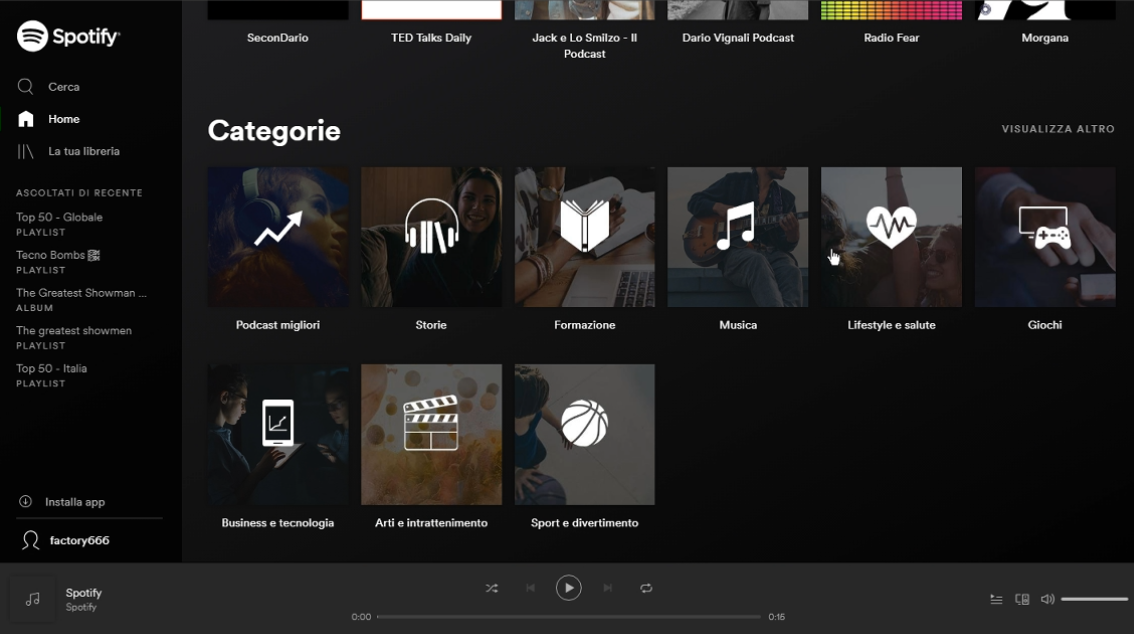 Spotify
Cerca
Home
La tua libreria
ASCOLTATI DI RECENTE
Top 50 - Globale
PLAYLIST
Tecno Bombs
PLAYLIST
The Greatest Showman ...
ALBUM
The greatest showmen
PLAYLIST
Top 50 - Italia
PLAYLIST
Installa app
factory666
SeconDario
TED Talks Daily
Jack e Lo Smilzo - Il
Podcast
Dario Vignali Podcast
Radio Fear
Morgana
Categorie
VISUALIZZA ALTRO
Podcast migliori
Storie
Formazione
Musica
Lifestyle e salute
Giochi
Business e tecnologia
Arti e intrattenimento
Sport e divertimento
Spotify
Spotify
0:00
0:15